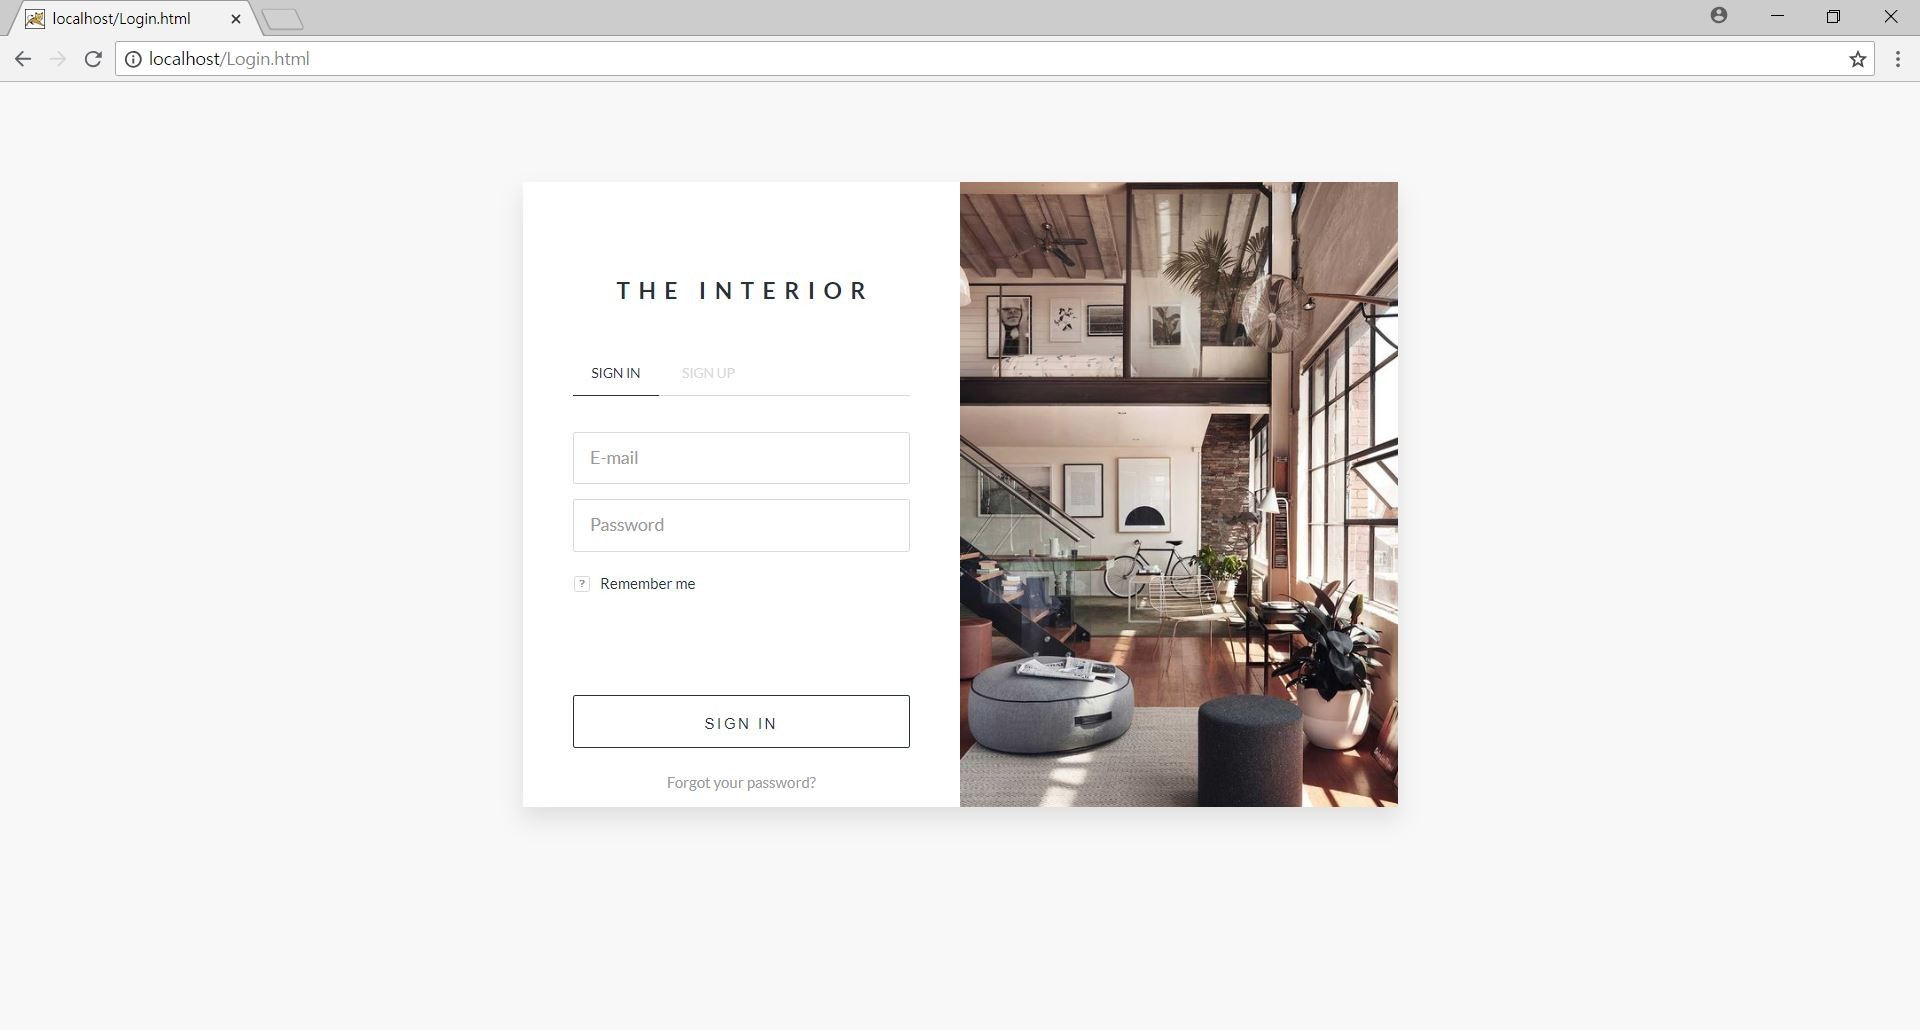 localhost/Login.html
localhost/Login.html
THE INTERIOR
SIGN IN
SIGN UP
E-mail
Password
? Remember me
SIGN IN
Forgot your password?